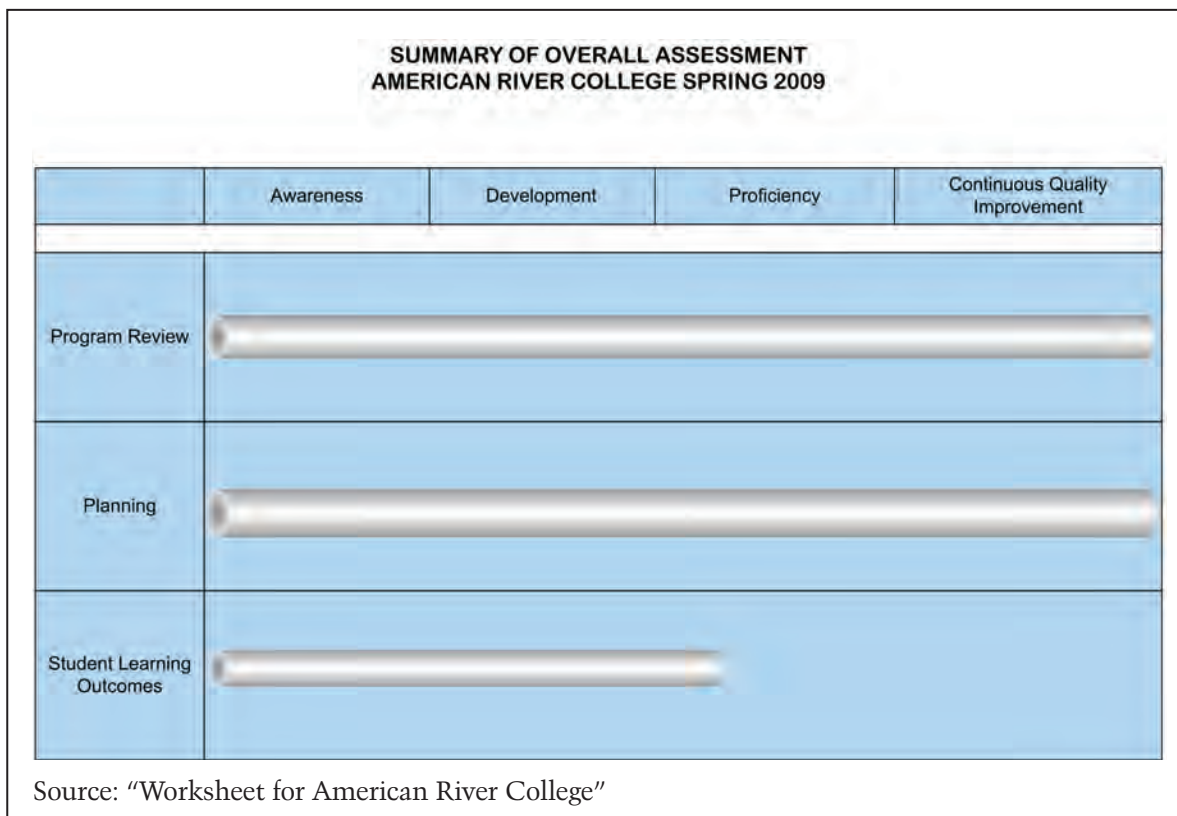 SUMMARY OF OVERALL ASSESSMENT
AMERICAN RIVER COLLEGE SPRING 2009
Awareness
Development
Proficiency
Continuous Quality
Improvement
Program Review
Planning
Student Learning
Outcomes
Source: “Worksheet for American River College”